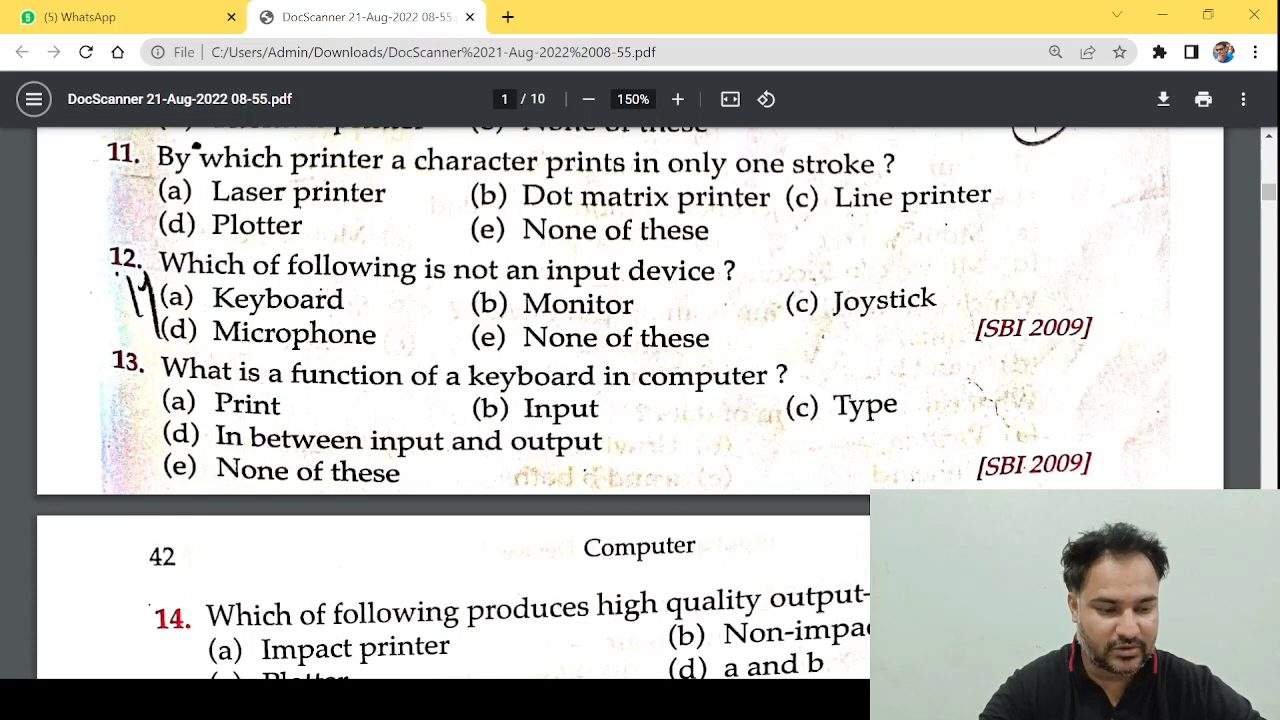 (5) WhatsApp
DocScanner 21-Aug-2022 08-55.
File C:/Users/Admin/Downloads/DocScanner%2021-Aug-2022%2008-55.pdf
DocScanner 21-Aug-2022 08-55.pdf
1 / 10 150%
None of these
11. By which printer a character prints in only one stroke ?
(a) Laser printer (b) Dot matrix printer (c) Line printer
(d) Plotter (e) None of these
12. Which of following is not an input device ?
(a) Keyboard (b) Monitor (c) Joystick
(d) Microphone (e) None of these
[SBI 2009]
13. What is a function of a keyboard in computer ?
(a) Print (b) Input (c) Type
(d) In between input and output
(e) None of these
[SBI 2009]
42 Computer
14. Which of following produces high quality output-
(a) Impact printer (b) Non-impac
Plotter (d) a and b